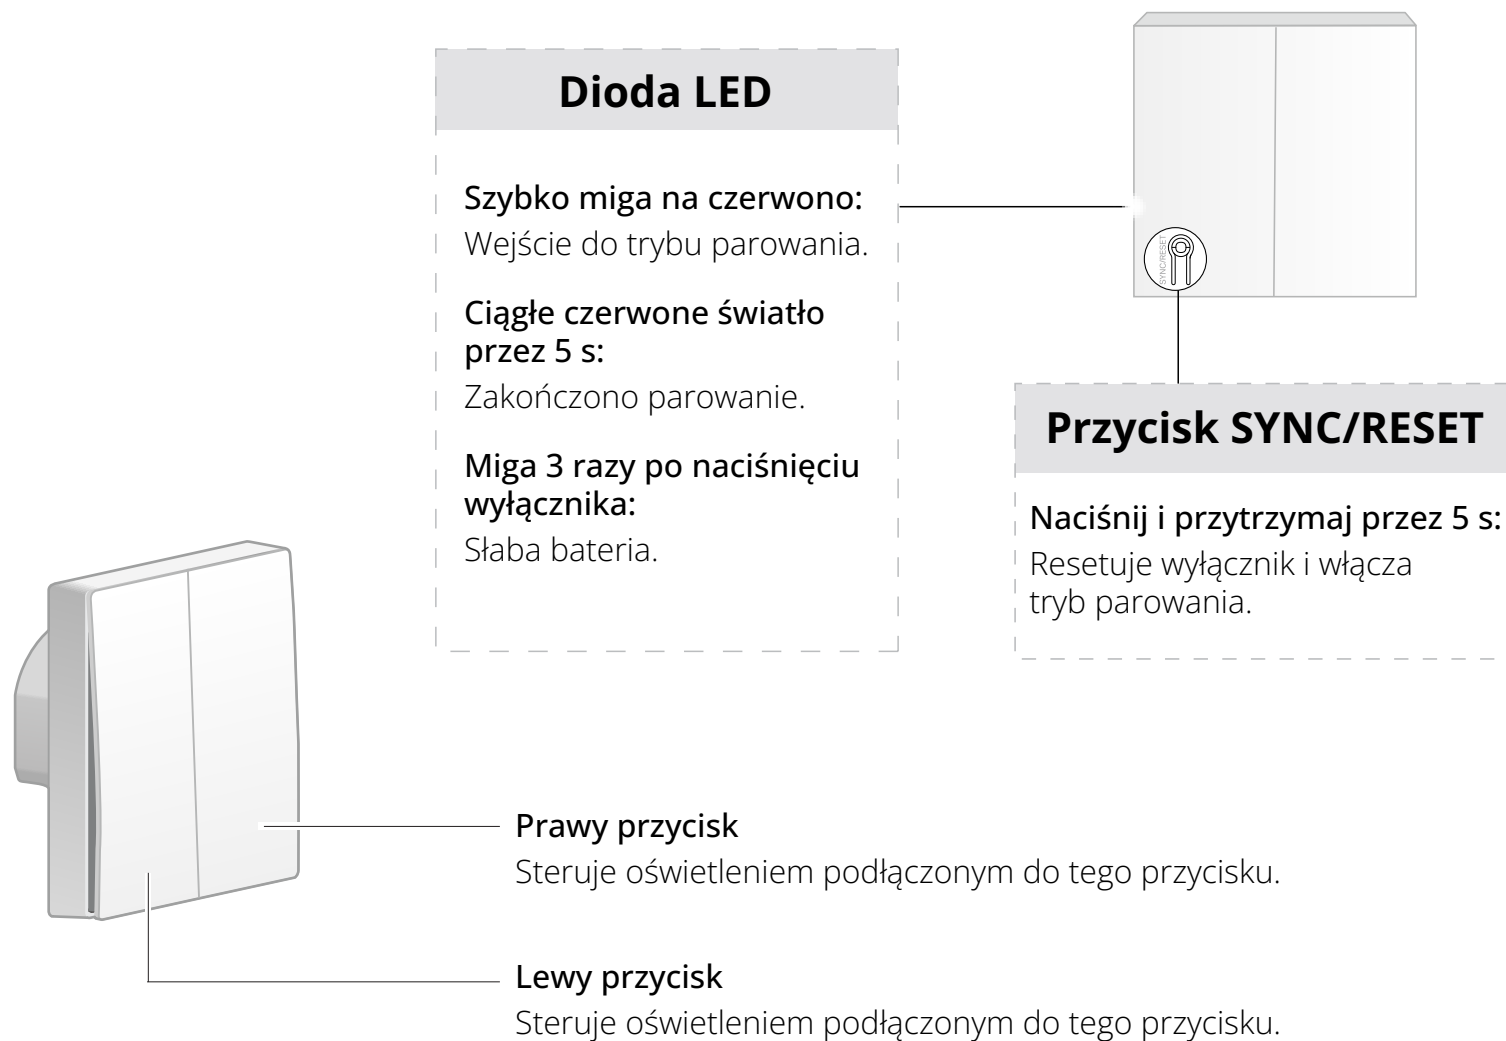 Dioda LED
Szybko miga na czerwono:
Wejście do trybu parowania.
Ciągłe czerwone światło
przez 5 s:
Zakończono parowanie.
Miga 3 razy po naciśnięciu
wyłącznika:
Słaba bateria.
SYNC/RESET
Przycisk SYNC/RESET
Naciśnij i przytrzymaj przez 5 s:
Resetuje wyłącznik i włącza
tryb parowania.
Prawy przycisk
Steruje oświetleniem podłączonym do tego przycisku.
Lewy przycisk
Steruje oświetleniem podłączonym do tego przycisku.